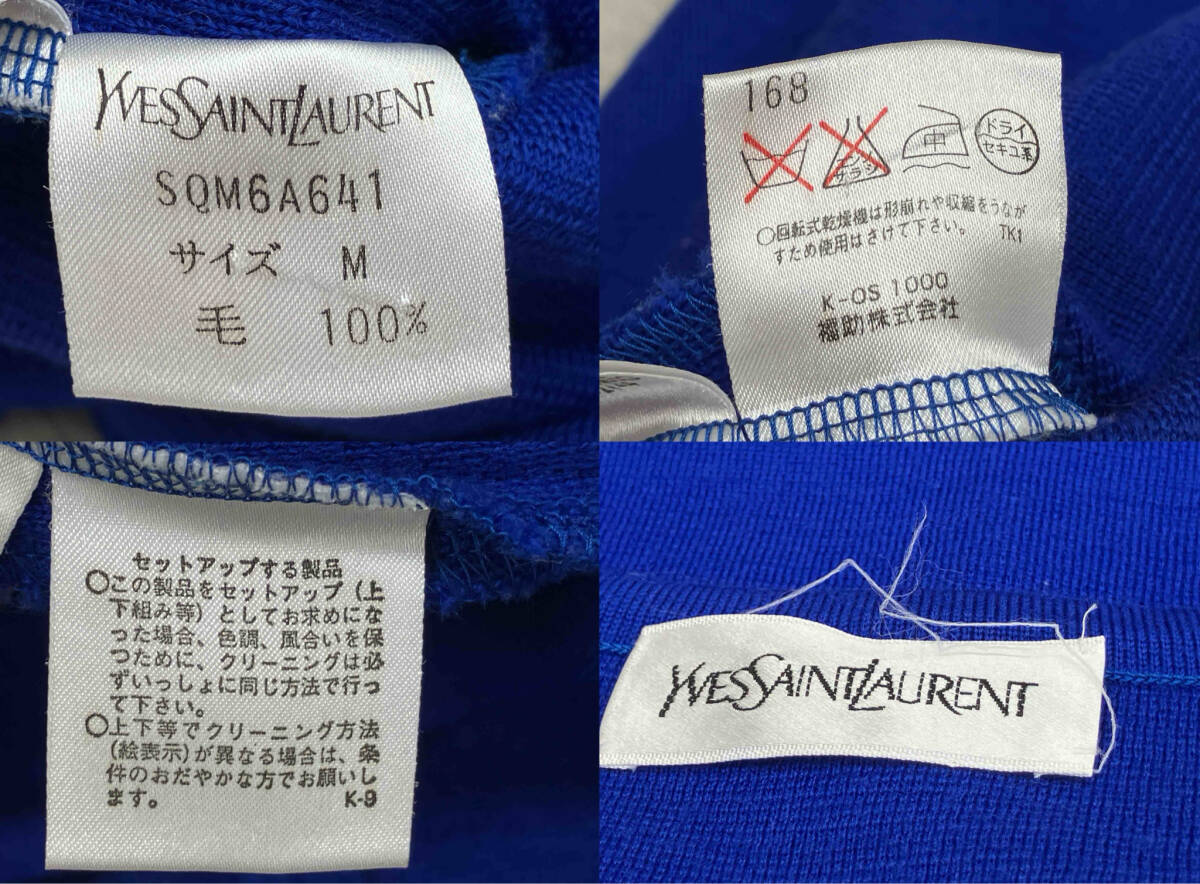 YVESSAINTLAURENT
SQM6A641
サイズ M
毛 100%
168
エンソ
サラシ
中
ドライ
セキユ系
○回転式乾燥機は形崩れや収縮をうなが
すため使用はさけて下さい。 TK1
K-OS 1000
福助株式会社
セットアップする製品
○この製品をセットアップ（上
下組み等）としてお求めにな
った場合、色調、風合いを保
つために、クリーニングは必
ずいっしょに同じ方法で行っ
て下さい。
○上下等でクリーニング方法
(絵表示)が異なる場合は、条
件のおだやかな方でお願いし
ます。 K-9
YVESSAINTLAURENT